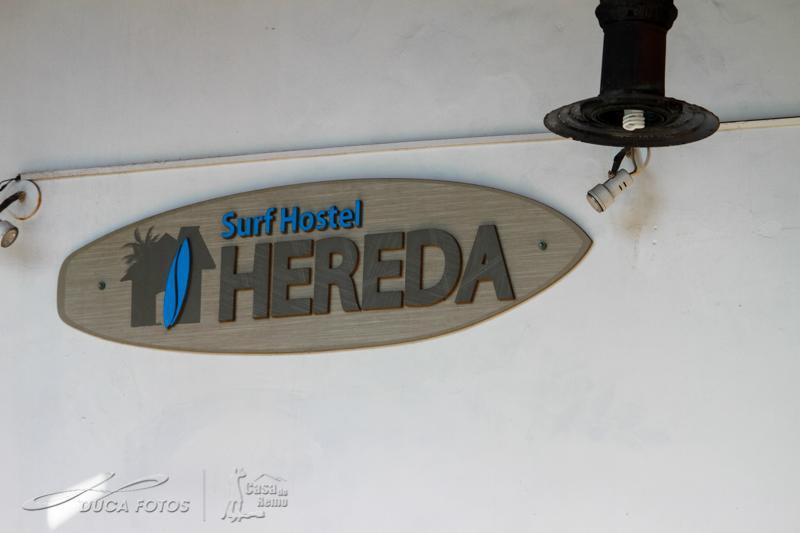 Surf Hostel
HEREDA
DUCA FOTOS
Casa do
Remo